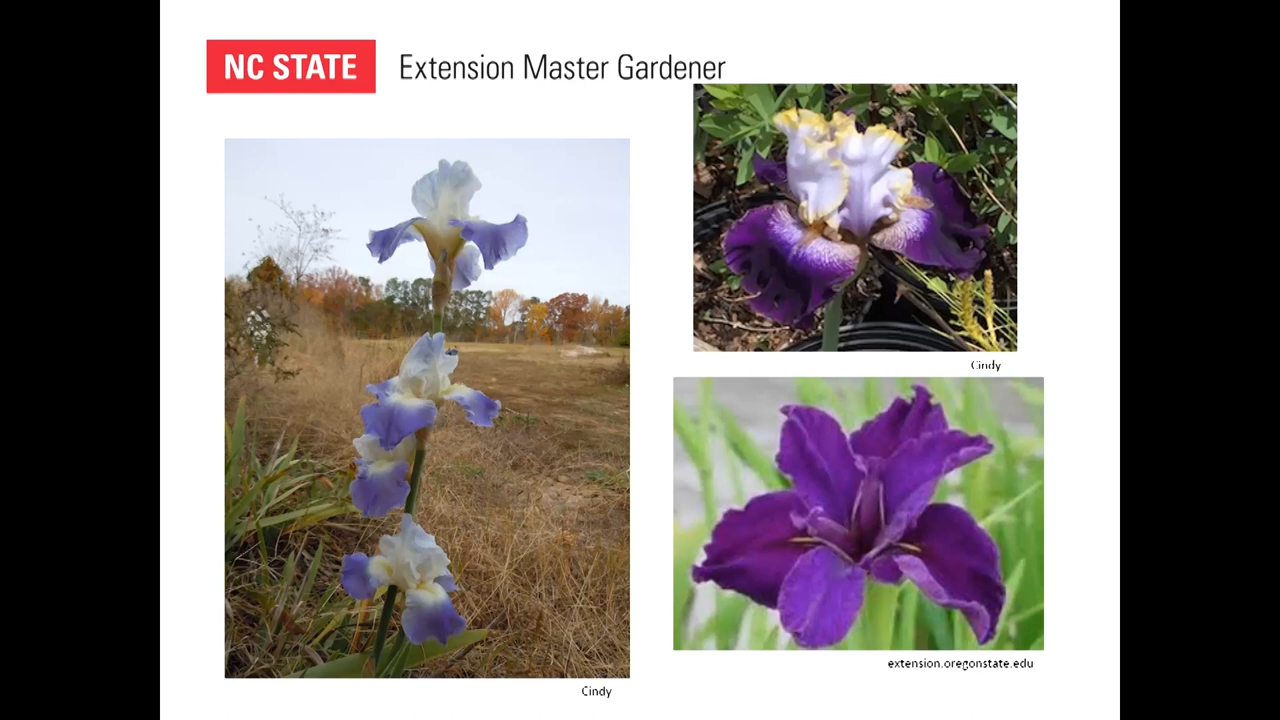 NC STATE Extension Master Gardener
Cindy
extension.oregonstate.edu
Cindy